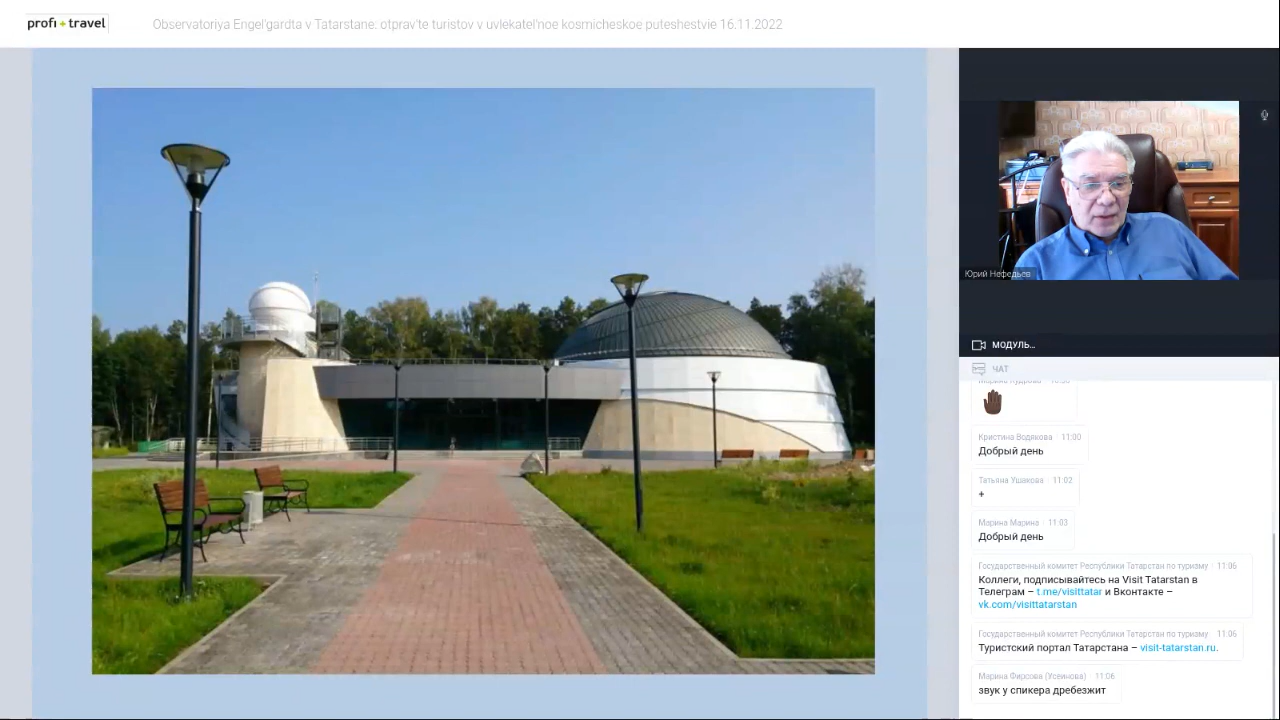 profi travel
Observatoriya Engel'gardta v Tatarstane: otprav'te turistov v uvlekatel'noe kosmicheskoe puteshestvie 16.11.2022
Юрий Нефедьев
МОДУЛЬ...
ЧАТ
Кристина Водякова 11:00
Добрый день
Татьяна Ушакова 11:02
+
Марина Марина 11:03
Добрый день
Государственный комитет Республики Татарстан по туризму 11:06
Коллеги, подписывайтесь на Visit Tatarstan в
Телеграм – t.me/visittatar и Вконтакте –
vk.com/visittatarstan
Государственный комитет Республики Татарстан по туризму 11:06
Туристский портал Татарстана – visit-tatarstan.ru.
Марина Фирсова (Усеинова) 11:06
звук у спикера дребезжит